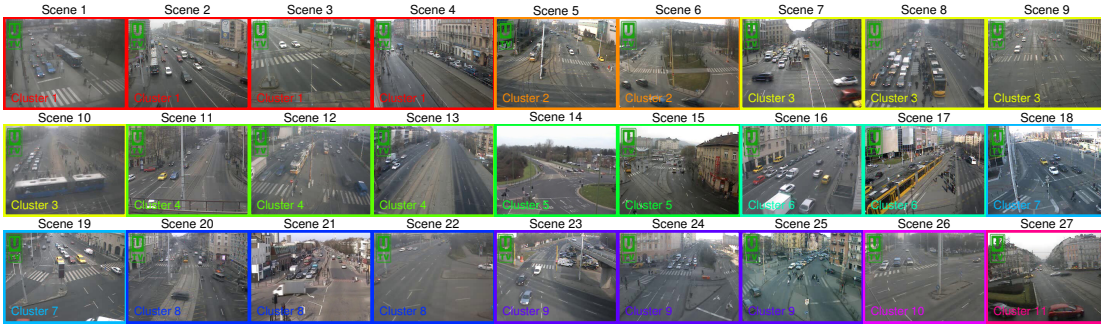 Scene 1 Scene 2 Scene 3 Scene 4 Scene 5 Scene 6 Scene 7 Scene 8 Scene 9
Cluster 1 Cluster 1 Cluster 1 Cluster Cluster 2 Cluster 2 Cluster 3 Cluster 3 Cluster 3
Scene 10 Scene 11 Scene 12 Scene 13 Scene 14 Scene 15 Scene 16 Scene 17 Scene 18
Cluster 3 Cluster 4 Cluster 4 Cluster 4 Cluster 5 Cluster 5 Cluster 6 Cluster 6 Cluster 7
Scene 19 Scene 20 Scene 21 Scene 22 Scene 23 Scene 24 Scene 25 Scene 26 Scene 27
Cluster 7 Cluster 8 Cluster 8 Cluster 8 Cluster 9 Cluster 9 Cluster 9 Cluster 10 Cluster 11